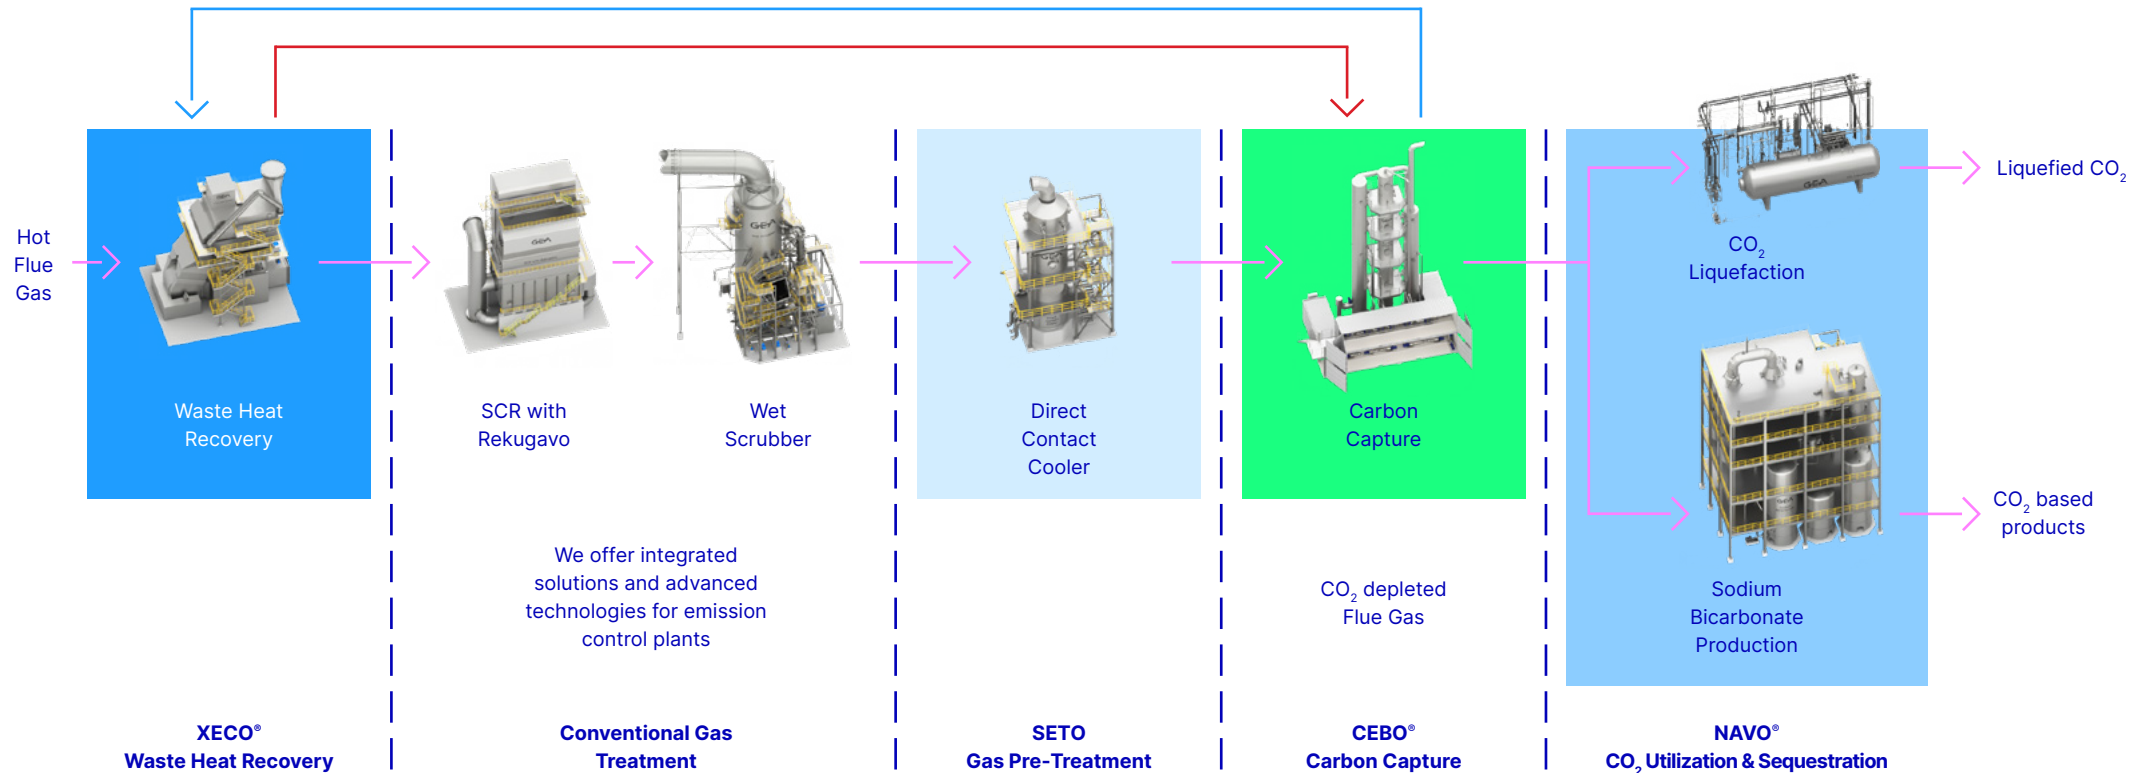 Hot
Flue
Gas
Waste Heat
Recovery
SCR with
Rekugavo
Wet
Scrubber
We offer integrated
solutions and advanced
technologies for emission
control plants
Direct
Contact
Cooler
Carbon
Capture
CO₂ depleted
Flue Gas
CO₂
Liquefaction
Sodium
Bicarbonate
Production
Liquefied CO₂
CO₂ based
products
XECO®
Waste Heat Recovery
Conventional Gas
Treatment
SETO
Gas Pre-Treatment
CEBO®
Carbon Capture
NAVO®
CO₂ Utilization & Sequestration
GEA
GEA
GEA